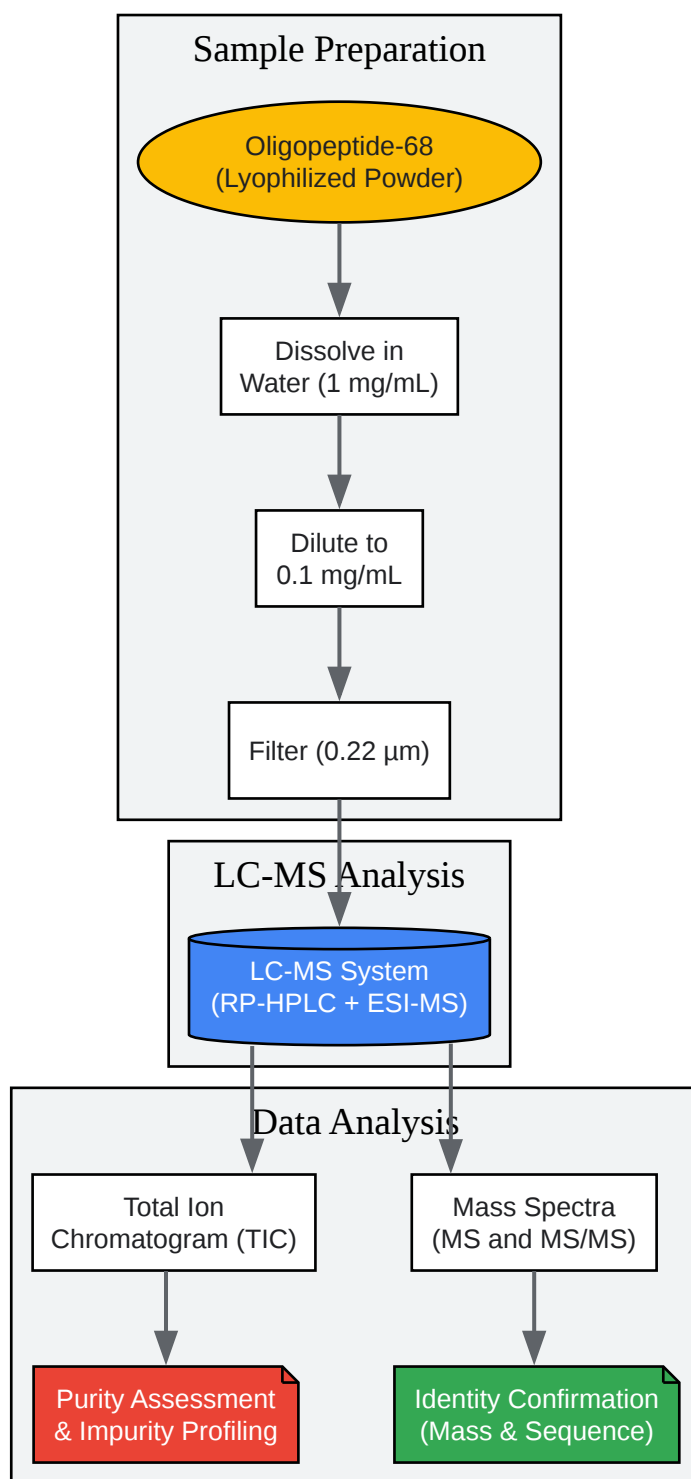 Sample Preparation
Oligopeptide-68
(Lyophilized Powder)
Dissolve in
Water (1 mg/mL)
Dilute to
0.1 mg/mL
Filter (0.22 µm)
LC-MS Analysis
LC-MS System
(RP-HPLC + ESI-MS)
Data Analysis
Total Ion
Chromatogram (TIC)
Mass Spectra
(MS and MS/MS)
Purity Assessment
& Impurity Profiling
Identity Confirmation
(Mass & Sequence)